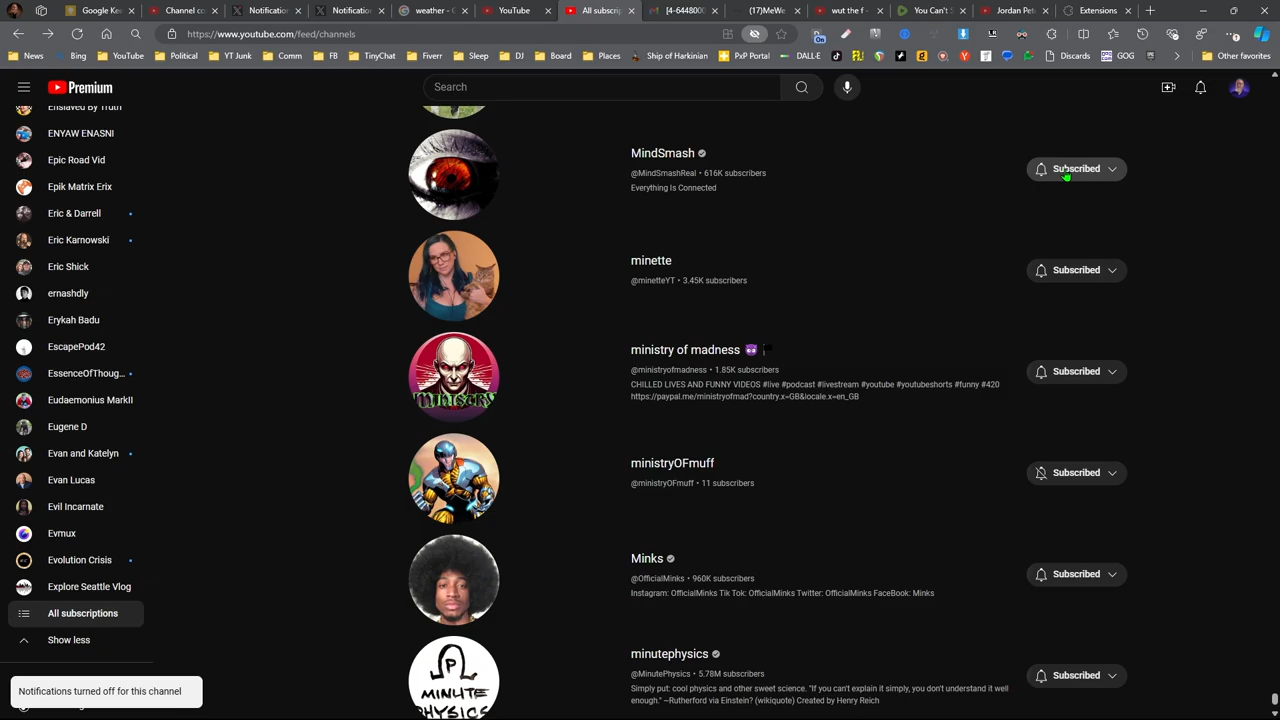 Google Kee
Channel co
Notification
Notification
weather - G
YouTube
All subscrip
[4-6448000
(17)MeWe
wut the f -
You Can't S
Jordan Pet
Extensions
https://www.youtube.com/feed/channels
News
Bing
YouTube
Political
YT Junk
Comm
FB
TinyChat
Fiverr
Sleep
DJ
Board
Places
Ship of Harkinian
PxP Portal
DALL-E
Discards
GOG
Other favorites
Premium
Search
Enslaved By Truth
ENYAW ENASNI
Epic Road Vid
Epik Matrix Erix
Eric & Darrell
Eric Karnowski
Eric Shick
ernashdly
Erykah Badu
EscapePod42
EssenceOfThoug...
Eudaemonius MarkII
Eugene D
Evan and Katelyn
Evan Lucas
Evil Incarnate
Evmux
Evolution Crisis
Explore Seattle Vlog
All subscriptions
Show less
Notifications turned off for this channel
MindSmash
@MindSmashReal • 616K subscribers
Everything Is Connected
Subscribed
minette
@minetteYT • 3.45K subscribers
Subscribed
MINISTRY
ministry of madness 😈 🏴
@ministryofmadness • 1.85K subscribers
CHILLED LIVES AND FUNNY VIDEOS #live #podcast #livestream #youtube #youtubeshorts #funny #420
https://paypal.me/ministryofmad?country.x=GB&locale.x=en_GB
Subscribed
ministryOFmuff
@ministryOFmuff • 11 subscribers
Subscribed
Minks
@OfficialMinks • 960K subscribers
Instagram: OfficialMinks Tik Tok: OfficialMinks Twitter: OfficialMinks FaceBook: Minks
Subscribed
P
MINUTE
PHYSICS
minutephysics
@MinutePhysics • 5.78M subscribers
Simply put: cool physics and other sweet science. "If you can't explain it simply, you don't understand it well
enough." ~Rutherford via Einstein? (wikiquote) Created by Henry Reich
Subscribed